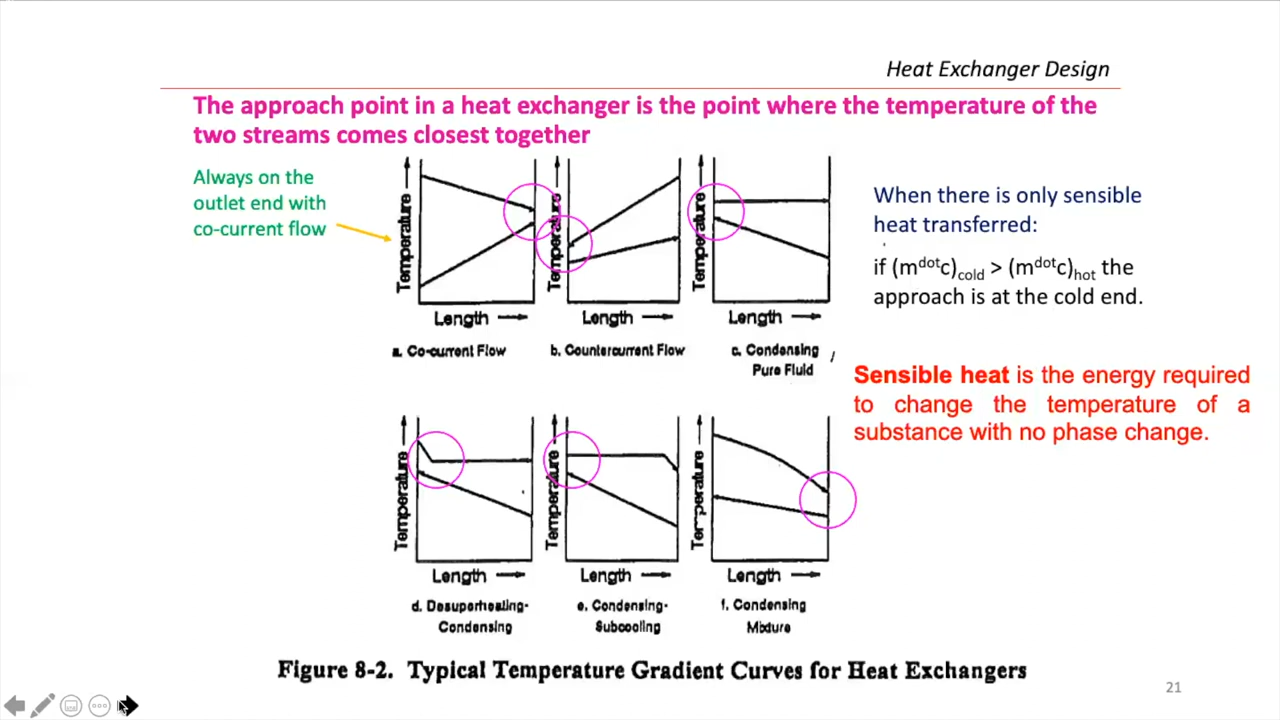 Heat Exchanger Design
The approach point in a heat exchanger is the point where the temperature of the
two streams comes closest together
Always on the
outlet end with
co-current flow
Temperature
Length
a. Co-current Flow
Temperature
Length
b. Countercurrent Flow
Temperature
Length
c. Condensing
Pure Fluid
When there is only sensible
heat transferred:
if (m^dot c)cold > (m^dot c)hot the
approach is at the cold end.
Sensible heat is the energy required
to change the temperature of a
substance with no phase change.
Temperature
Length
d. Desuperheating-
Condensing
Temperature
Length
e. Condensing-
Subcooling
Temperature
Length
f. Condensing
Mixture
Figure 8-2. Typical Temperature Gradient Curves for Heat Exchangers
21